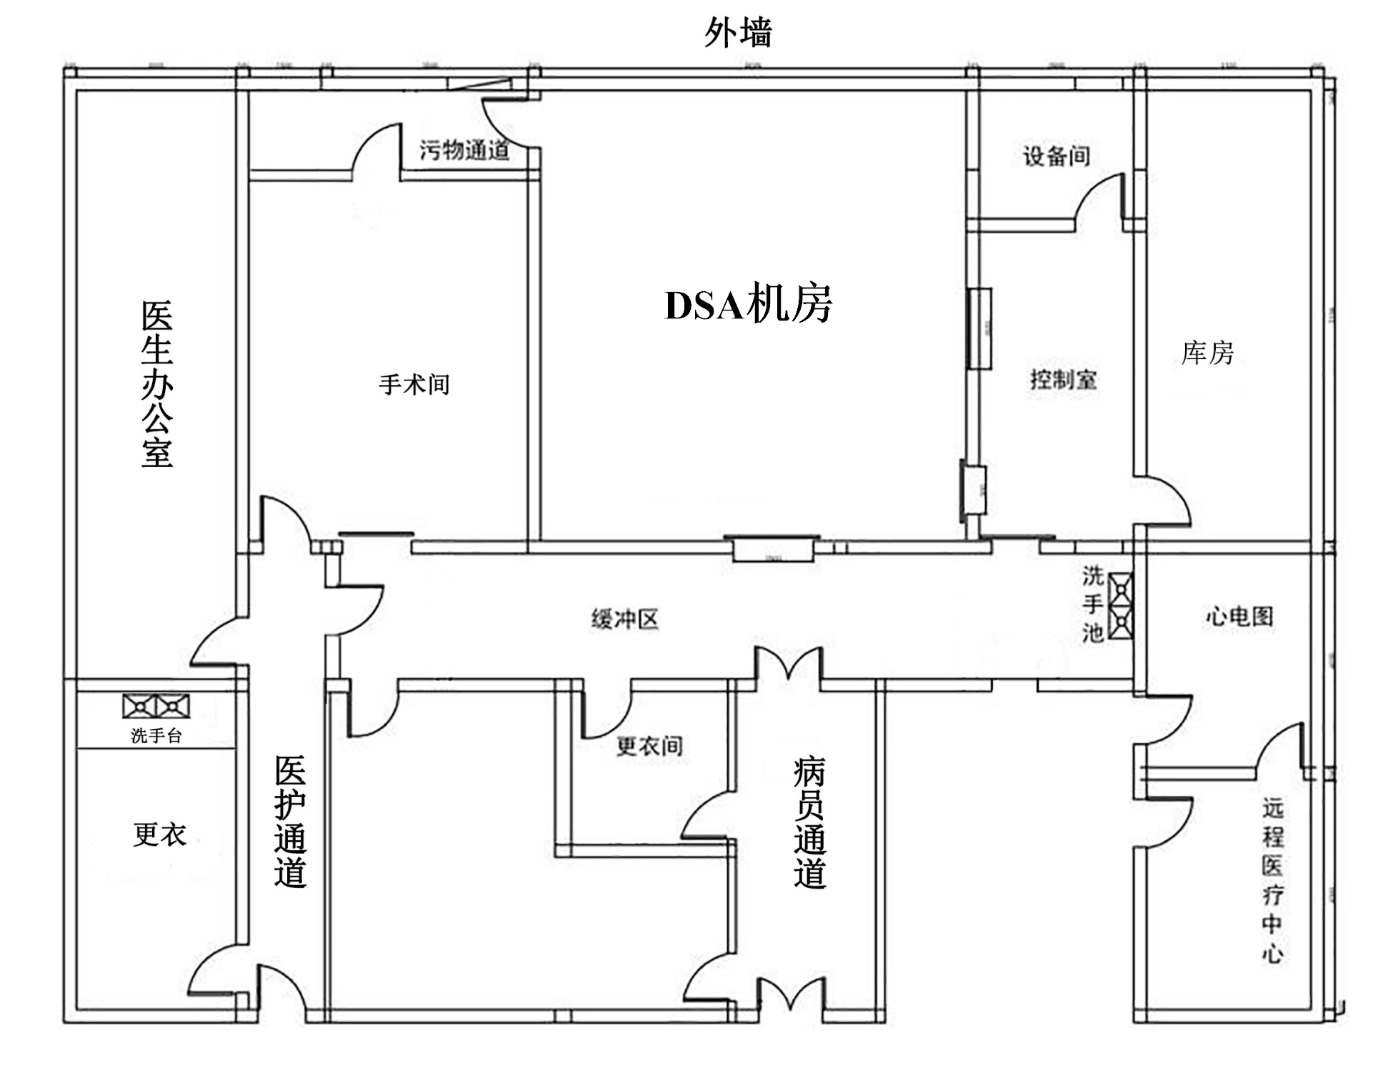 外墙
污物通道
设备间
DSA机房
医生办公室
手术间
控制室
库房
缓冲区
洗手池
心电图
洗手台
更衣间
更衣
医护通道
病员通道
远程医疗中心